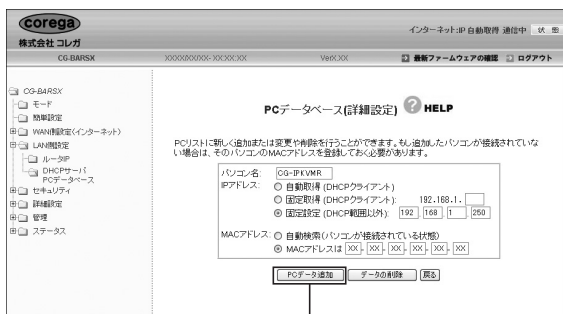 corega
株式会社 コレガ
インターネット:IP 自動取得 通信中 状 態
CG-BARSX XXXXXXXXXX-XX:XX:XX VerX.XX 最新ファームウェアの確認 ログアウト
CG-BARSX
モード
簡単設定
WAN側設定(インターネット)
LAN側設定
ルータIP
DHCPサーバ
PCデータベース
セキュリティ
詳細設定
管理
ステータス
PCデータベース(詳細設定) ? HELP
PCリストに新しく追加または変更や削除を行うことができます。もし追加したパソコンが接続されていな
い場合は、そのパソコンのMACアドレスを登録しておく必要があります。
パソコン名: CG-IPKVMR
IPアドレス: 自動取得 (DHCPクライアント)
固定取得 (DHCPクライアント): 192.168.1.
固定設定 (DHCP範囲以外): 192 168 1 250
MACアドレス: 自動検索(パソコンが接続されている状態)
MACアドレスは XX - XX - XX - XX - XX - XX
PCデータ追加 データの削除 戻る